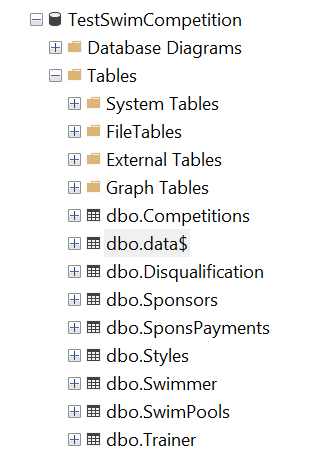 TestSwimCompetition
Database Diagrams
Tables
System Tables
FileTables
External Tables
Graph Tables
dbo.Competitions
dbo.data$
dbo.Disqualification
dbo.Sponsors
dbo.SponsPayments
dbo.Styles
dbo.Swimmer
dbo.SwimPools
dbo.Trainer